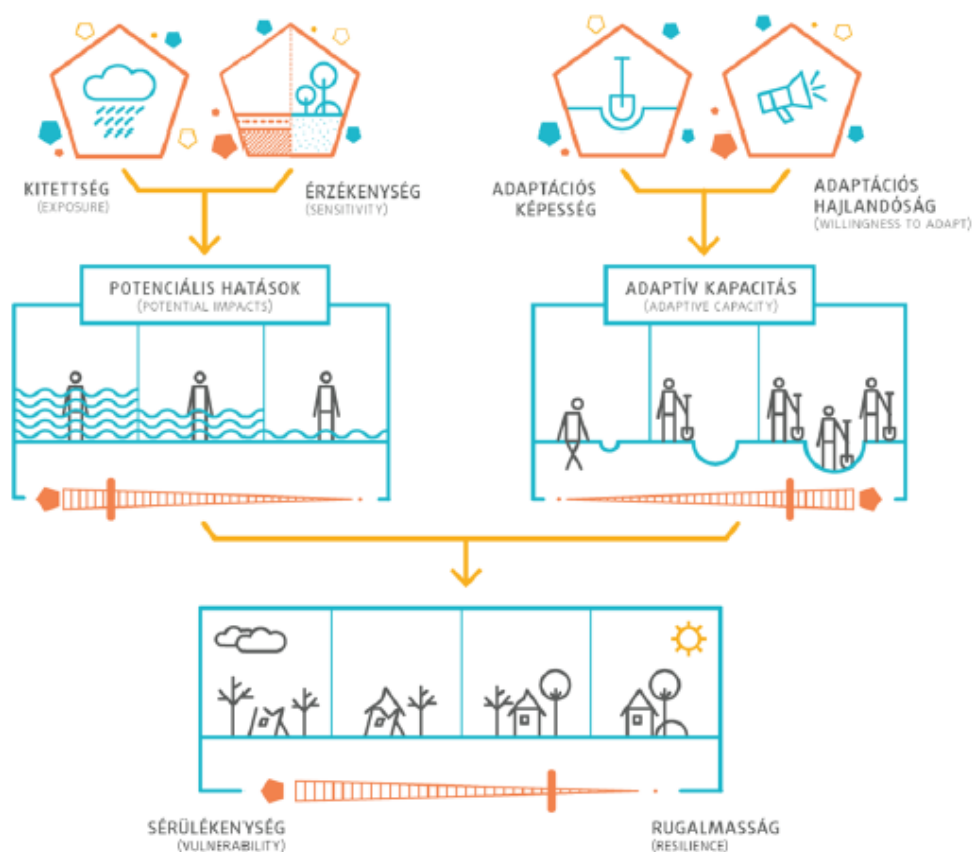 KITETTSÉG
(EXPOSURE)
ÉRZÉKENYSÉG
(SENSITIVITY)
ADAPTÁCIÓS
KÉPESSÉG
ADAPTÁCIÓS
HAJLANDÓSÁG
(WILLINGNESS TO ADAPT)
POTENCIÁLIS HATÁSOK
(POTENTIAL IMPACTS)
ADAPTÍV KAPACITÁS
(ADAPTIVE CAPACITY)
SÉRÜLÉKENYSÉG
(VULNERABILITY)
RUGALMASSÁG
(RESILIENCE)